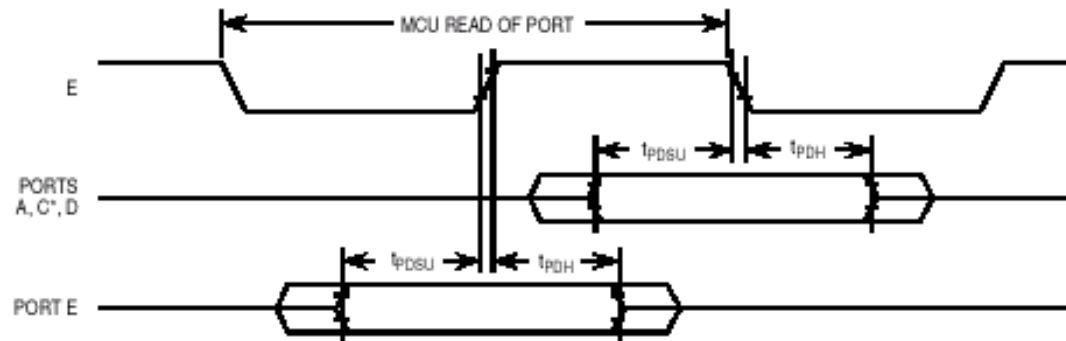 MCU READ OF PORT
E
tPDSU
tPDH
PORTS
A, C*, D
tPDSU
tPDH
PORT E